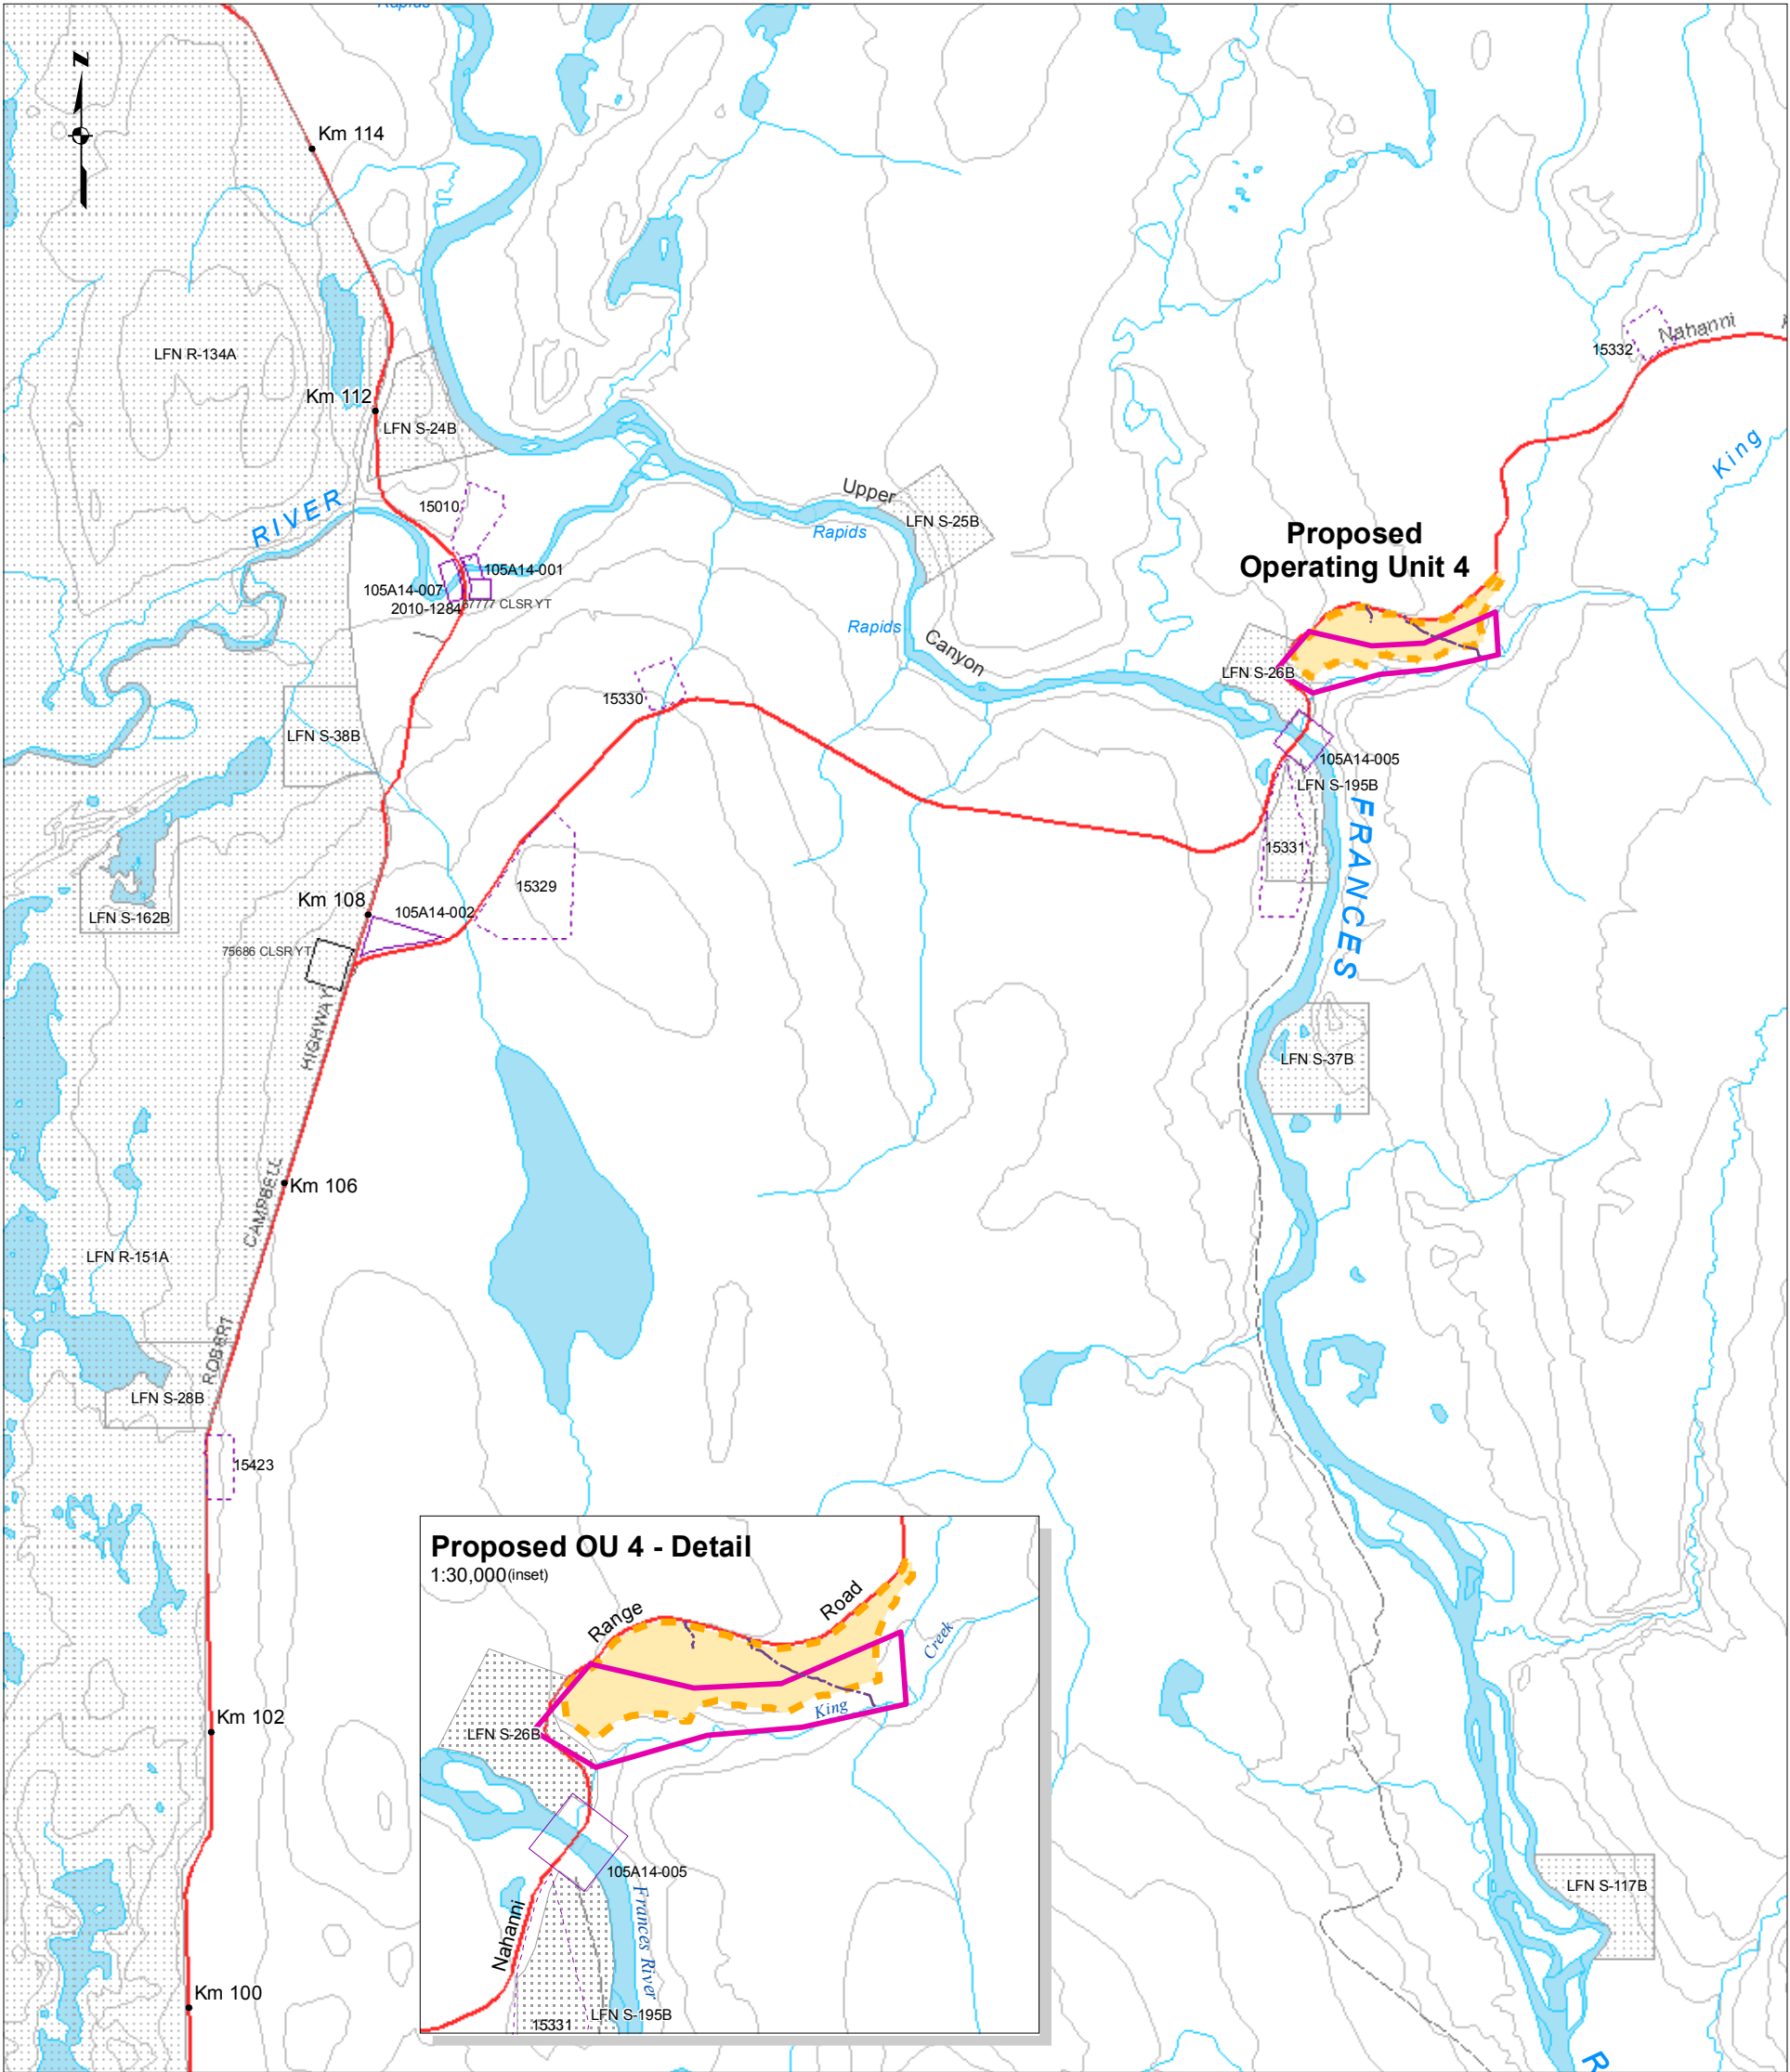 Rapids
N
Km 114
LFN R-134A
Km 112
LFN S-24B
RIVER
15010
Upper
Rapids
LFN S-25B
105A14-001
105A14-007
2010-1284
67777 CLSR YT
Rapids
Canyon
15330
Nahanni
15332
King
Proposed
Operating Unit 4
LFN S-26B
105A14-005
LFN S-195B
15331
FRANCES
LFN S-38B
15329
Km 108
105A14-002
LFN S-162B
75686 CLSR YT
HIGHWAY
LFN S-37B
CAMPBELL
Km 106
LFN R-151A
ROBERT
LFN S-28B
15423
Km 102
Km 100
LFN S-117B
R
Proposed OU 4 - Detail
1:30,000(inset)
Range
Road
Creek
King
LFN S-26B
105A14-005
Nahanni
Frances River
LFN S-195B
15331